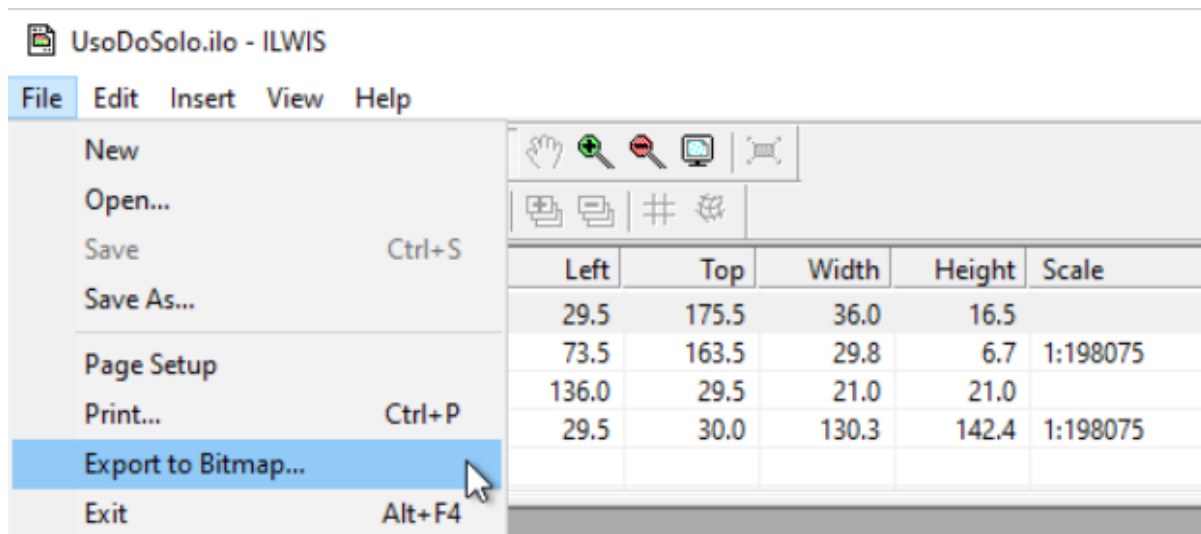 UsoDoSolo.ilo - ILWIS
File Edit Insert View Help
New
Open...
Save Ctrl+S
Save As...
Page Setup
Print... Ctrl+P
Export to Bitmap...
Exit Alt+F4
Left Top Width Height Scale
29.5 175.5 36.0 16.5
73.5 163.5 29.8 6.7 1:198075
136.0 29.5 21.0 21.0
29.5 30.0 130.3 142.4 1:198075